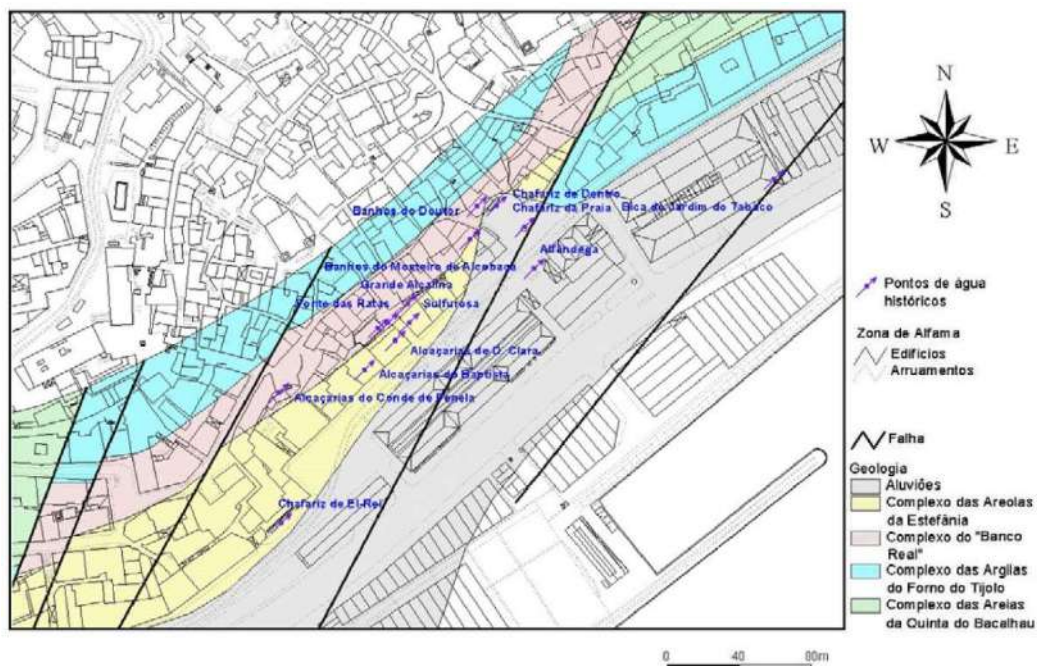 N
W E
S
Chafariz de Dentro
Banhos do Doutor
Chafariz da Praia
Bica do Jardim do Tabaco
Alfândega
Banhos do Mosteiro de Alcobaça
Grande Alcalina
Fonte das Ratas
Sulfurosa
Alcaçarias de D. Clara
Alcaçarias do Baptista
Alcaçarias do Conde de Penela
Chafariz de El-Rei
Pontos de água
históricos
Zona de Alfama
Edifícios
Arruamentos
Falha
Geologia
Aluviões
Complexo das Areolas
da Estefânia
Complexo do "Banco
Real"
Complexo das Argilas
do Forno do Tijolo
Complexo das Areias
da Quinta do Bacalhau
0 40 80m